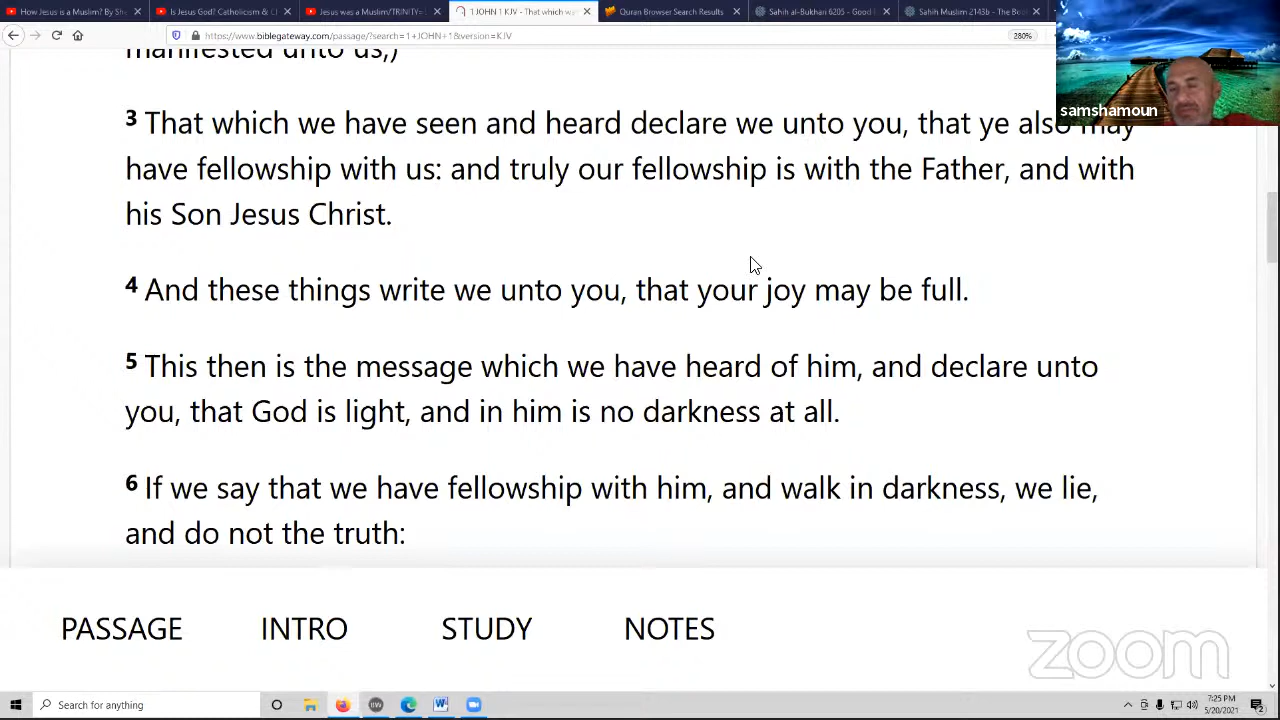 How Jesus is a Muslim? By She
Is Jesus God? Catholicism & C
Jesus was a Muslim/TRINITY=
1 JOHN 1 KJV - That which wa
Quran Browser Search Results
Sahih al-Bukhari 6205 - Good
Sahih Muslim 2143b - The Boo
https://www.biblegateway.com/passage/?search=1+JOHN+1&version=KJV
280%
samshamoun
manifested unto us;)
3 That which we have seen and heard declare we unto you, that ye also may
have fellowship with us: and truly our fellowship is with the Father, and with
his Son Jesus Christ.
4 And these things write we unto you, that your joy may be full.
5 This then is the message which we have heard of him, and declare unto
you, that God is light, and in him is no darkness at all.
6 If we say that we have fellowship with him, and walk in darkness, we lie,
and do not the truth:
PASSAGE INTRO STUDY NOTES
zoom
Search for anything
7:25 PM
5/20/2021